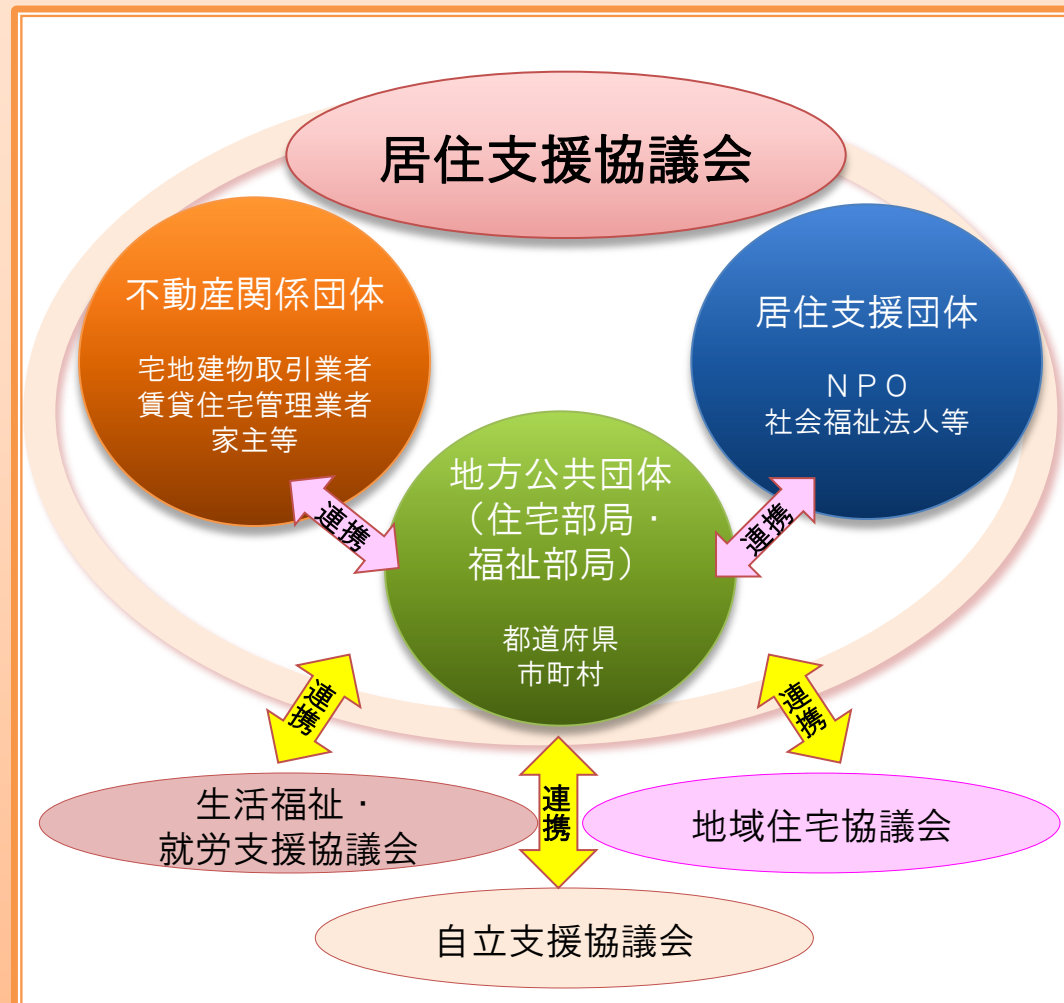 居住支援協議会
不動産関係団体
宅地建物取引業者
賃貸住宅管理業者
家主等
居住支援団体
ＮＰＯ
社会福祉法人等
地方公共団体
（住宅部局・
福祉部局）
都道府県
市町村
連携
連携
連携
連携
連携
生活福祉・
就労支援協議会
地域住宅協議会
自立支援協議会